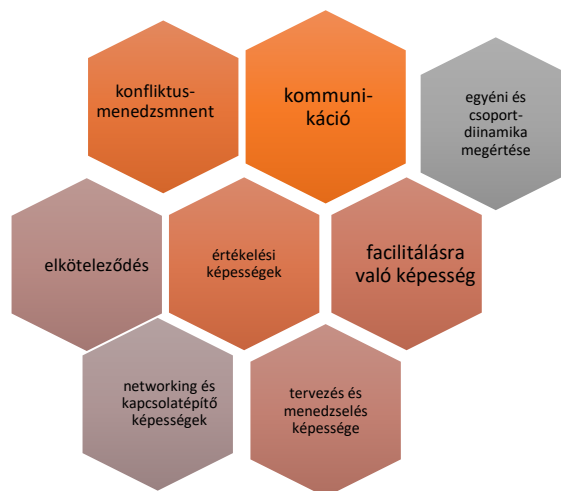 konfliktus-
menedzsmnent
kommuni-
káció
egyéni és
csoport-
diinamika
megértése
elköteleződés
értékelési
képességek
facilitálásra
való képesség
networking és
kapcsolatépítő
képességek
tervezés és
menedzselés
képessége